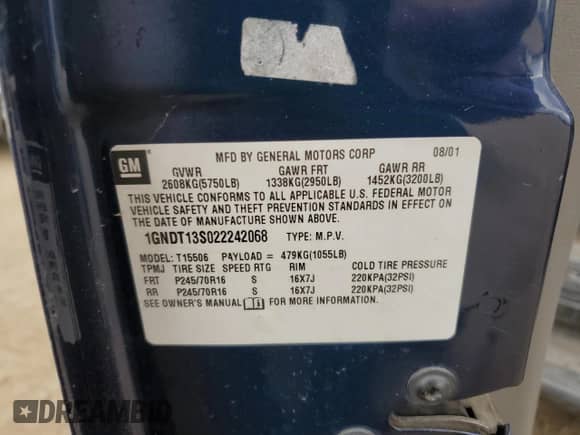 GM
MFD BY GENERAL MOTORS CORP 08/01
GVWR GAWR FRT GAWR RR
2608KG(5750LB) 1338KG(2950LB) 1452KG(3200LB)
THIS VEHICLE CONFORMS TO ALL APPLICABLE U.S. FEDERAL MOTOR
VEHICLE SAFETY AND THEFT PREVENTION STANDARDS IN EFFECT ON
THE DATE OF MANUFACTURE SHOWN ABOVE.
1GNDT13S022242068 TYPE: M.P.V.
MODEL: T15506 PAYLOAD = 479KG(1055LB)
TPMJ TIRE SIZE SPEED RTG RIM COLD TIRE PRESSURE
FRT P245/70R16 S 16X7J 220KPA(32PSI)
RR P245/70R16 S 16X7J 220KPA(32PSI)
SEE OWNER'S MANUAL FOR MORE INFORMATION.
DREAMBID